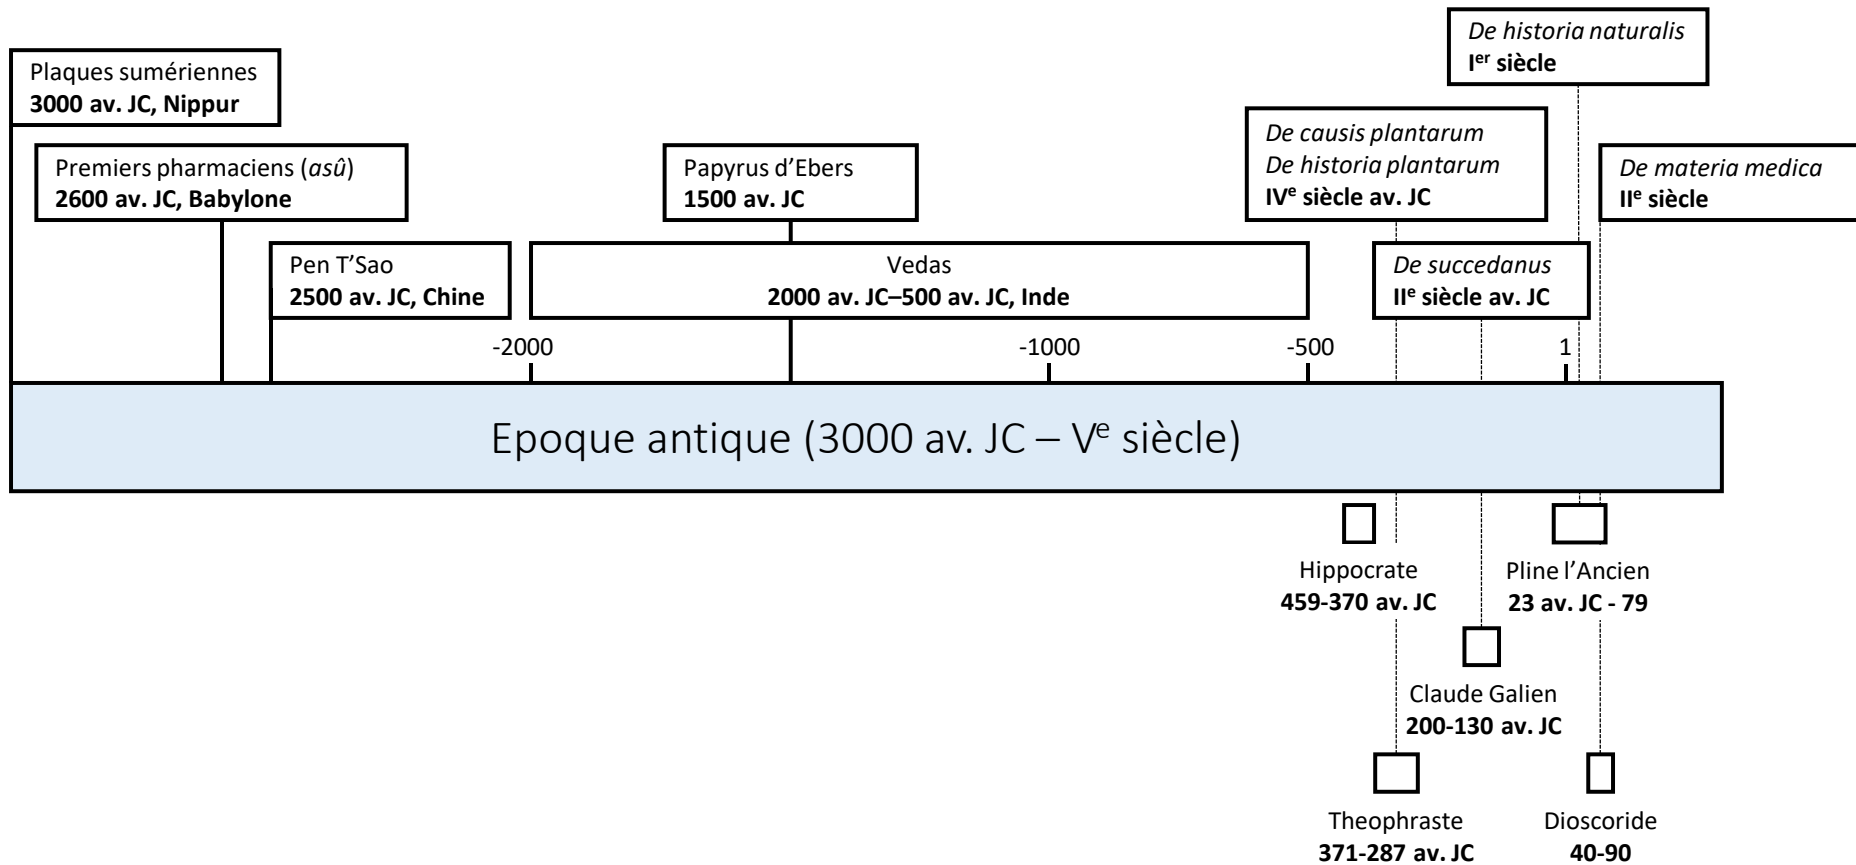 De historia naturalis
Iᵉʳ siècle
Plaques sumériennes
3000 av. JC, Nippur
De causis plantarum
De historia plantarum
IVᵉ siècle av. JC
Premiers pharmaciens (asû)
2600 av. JC, Babylone
Papyrus d’Ebers
1500 av. JC
De materia medica
IIᵉ siècle
Pen T’Sao
2500 av. JC, Chine
Vedas
2000 av. JC–500 av. JC, Inde
De succedanus
IIᵉ siècle av. JC
-2000
-1000
-500
1
Epoque antique (3000 av. JC – Vᵉ siècle)
Hippocrate
459-370 av. JC
Pline l’Ancien
23 av. JC - 79
Claude Galien
200-130 av. JC
Theophraste
371-287 av. JC
Dioscoride
40-90